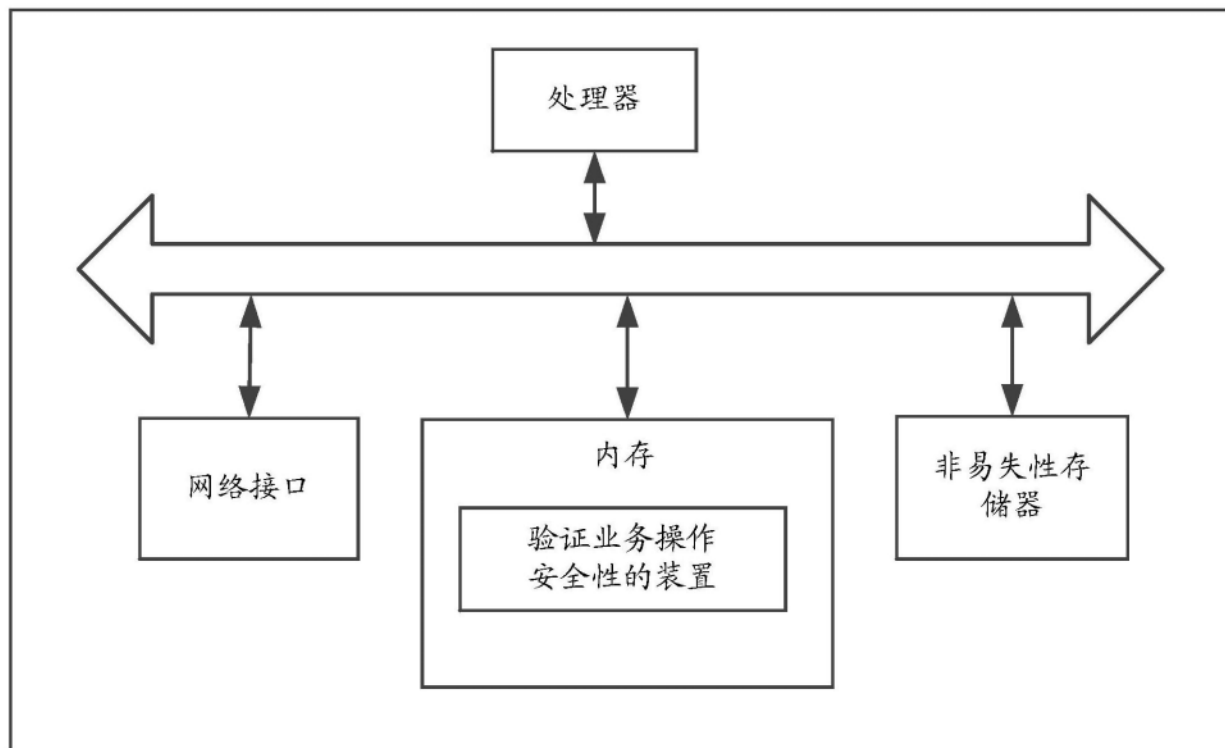 处理器
网络接口
内存
验证业务操作
安全性的装置
非易失性存
储器